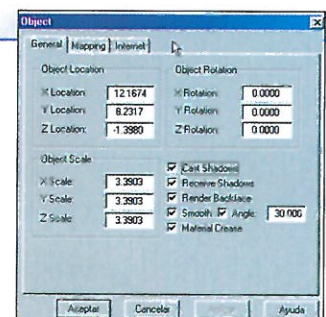 Object
General Mapping Internet
Object Location
X Location: 12.1674
Y Location: 8.2317
Z Location: -1.3980
Object Rotation
X Rotation: 0.0000
Y Rotation: 0.0000
Z Rotation: 0.0000
Object Scale
X Scale: 3.3903
Y Scale: 3.3903
Z Scale: 3.3903
Cast Shadows
Receive Shadows
Render Backface
Smooth Angle: 30.000
Material Crease
Aceptar Cancelar Ayuda